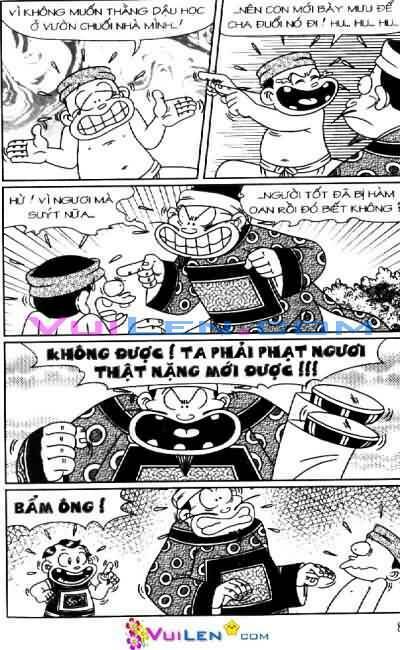 VÌ KHÔNG MUỐN THẰNG DẬU HỌC
Ở VƯỜN CHUỐI NHÀ MÌNH..!
...NÊN CON MỚI BÀY MƯU ĐỂ
CHA ĐUỔI NÓ ĐI ! HU.. HU.. HU..
HỪ ! VÌ NGƯƠI MÀ
SUÝT NỮA...
...NGƯỜI TỐT ĐÃ BỊ HÀM
OAN RỒI ĐÓ BIẾT KHÔNG !
VUILEN.COM
KHÔNG ĐƯỢC ! TA PHẢI PHẠT NGƯƠI
THẬT NẶNG MỚI ĐƯỢC !!!
BẨM ÔNG !
VUILEN.COM